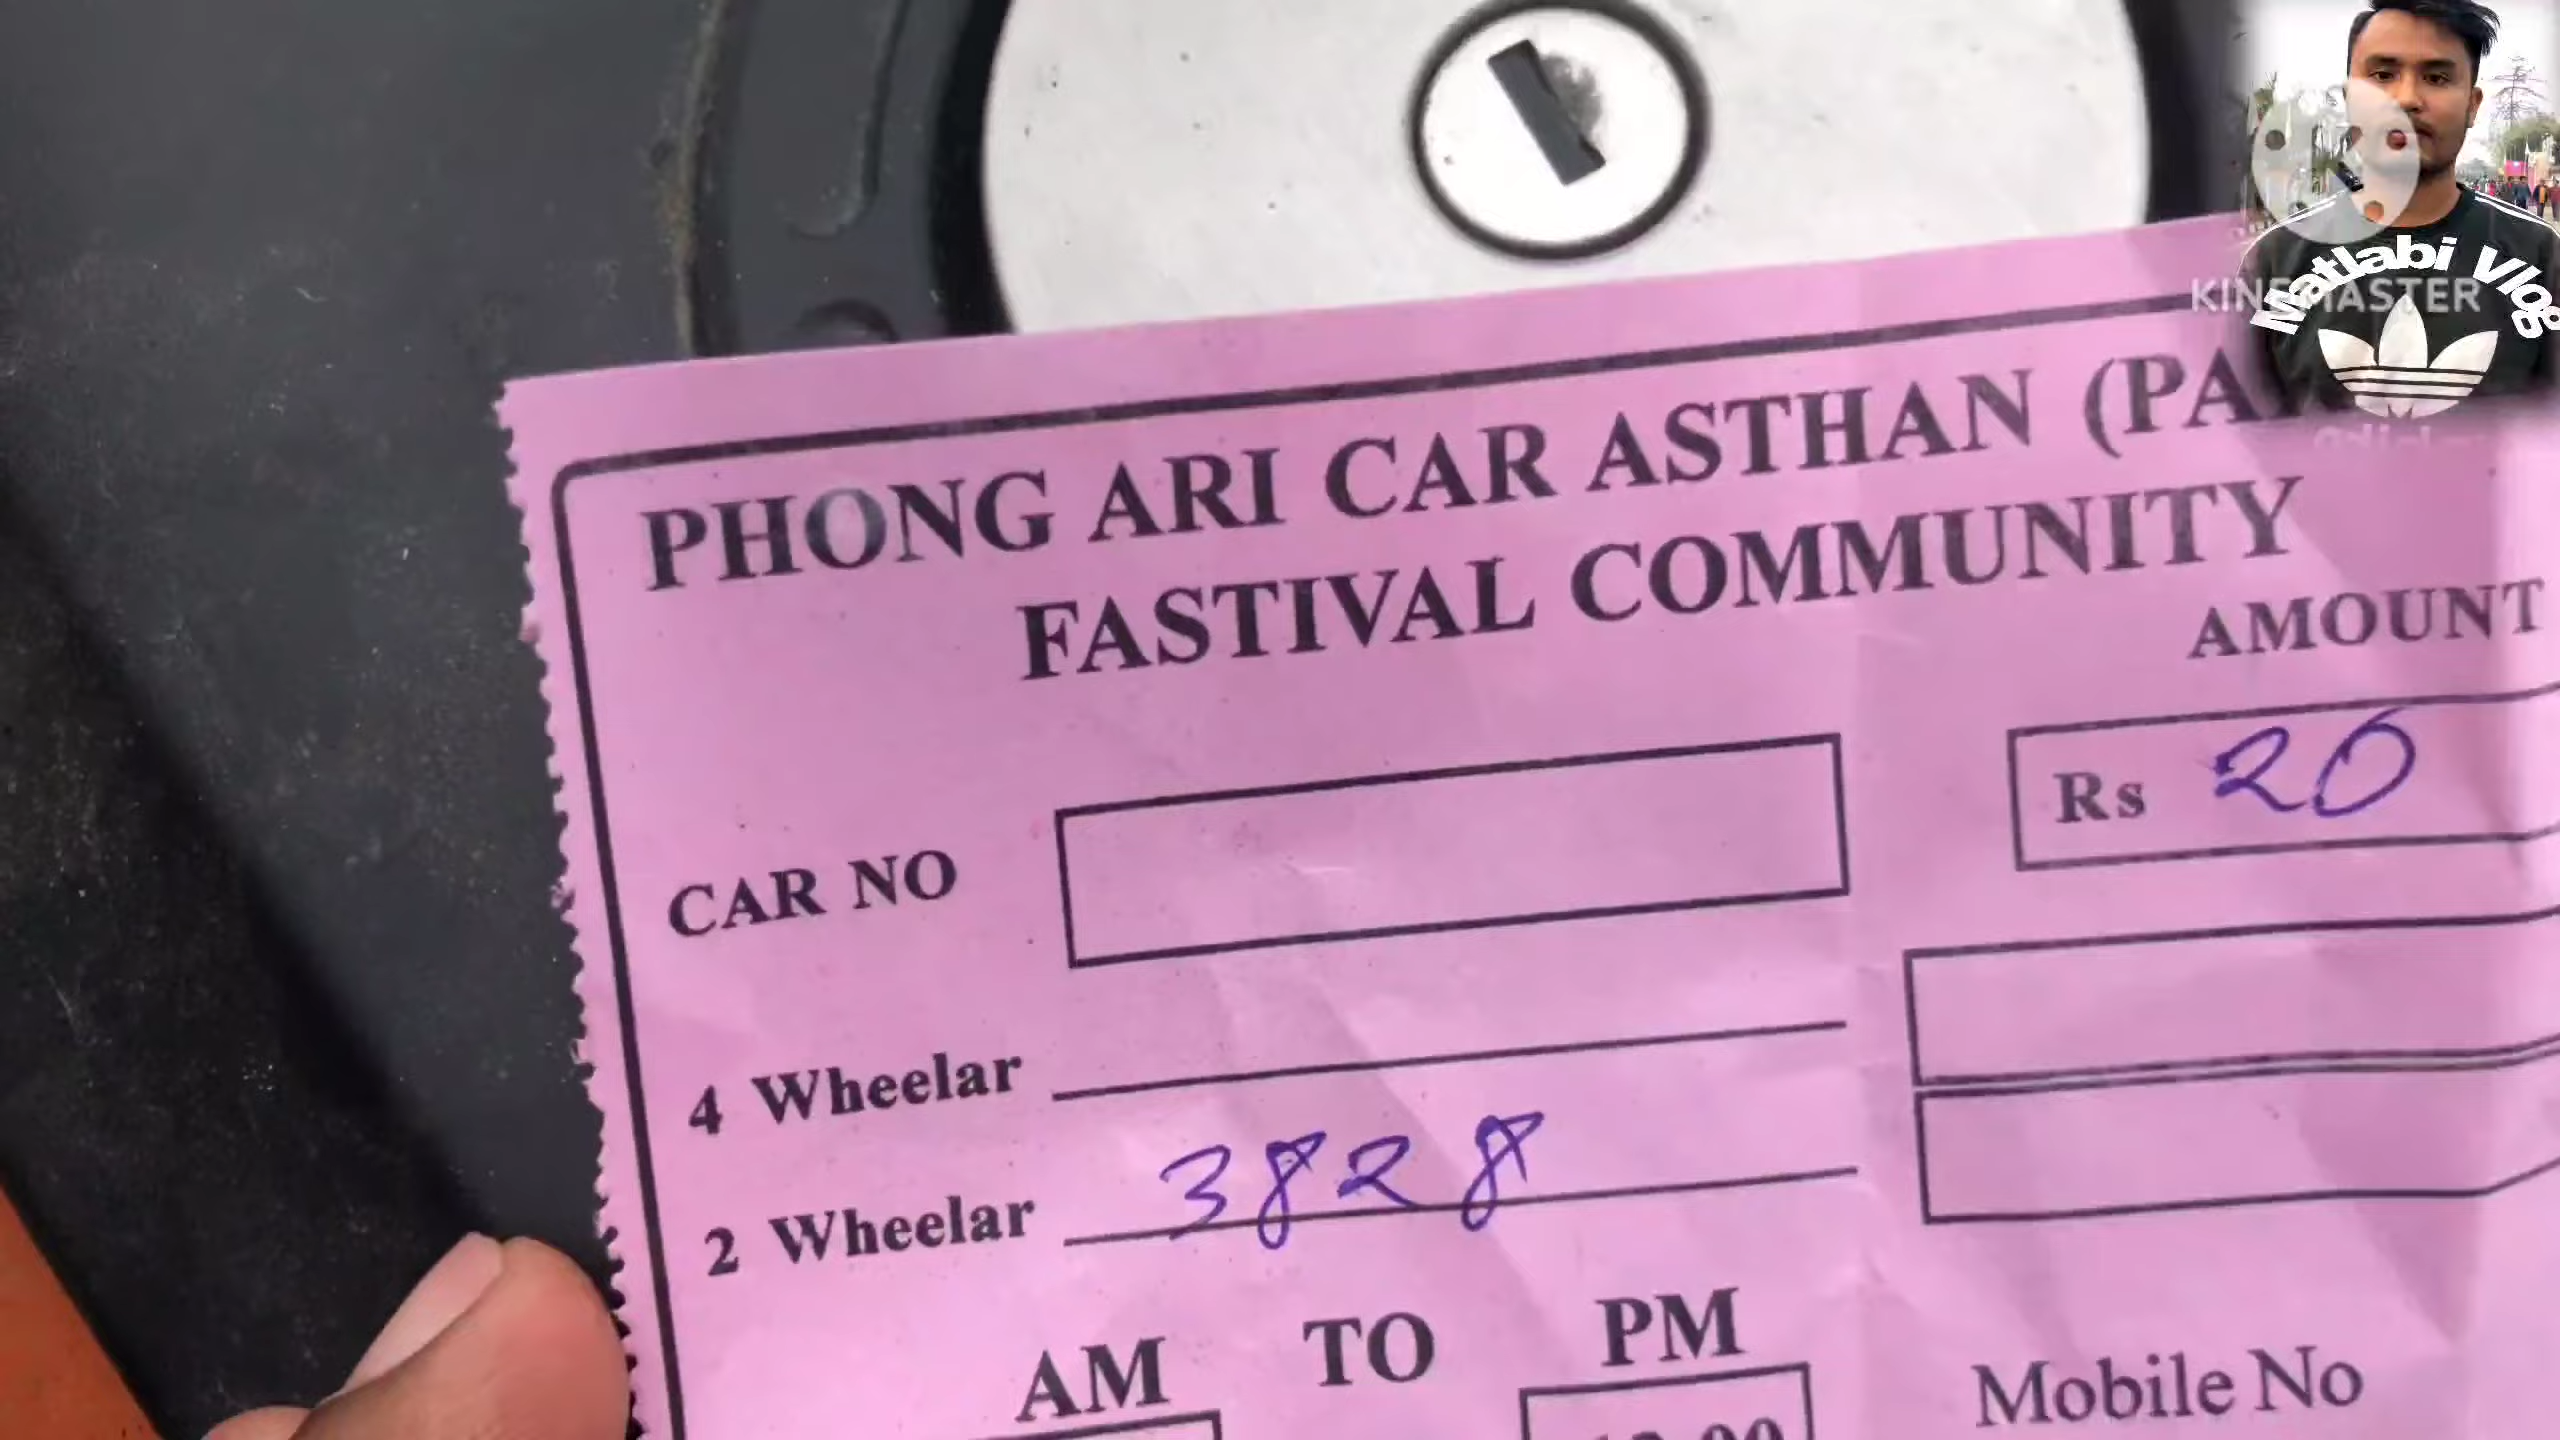 Matlabi Vlog
KINEMASTER
PHONG ARI CAR ASTHAN
FASTIVAL COMMUNITY
AMOUNT
Rs 20
CAR NO
4 Wheelar
2 Wheelar 3828
AM TO PM
Mobile No